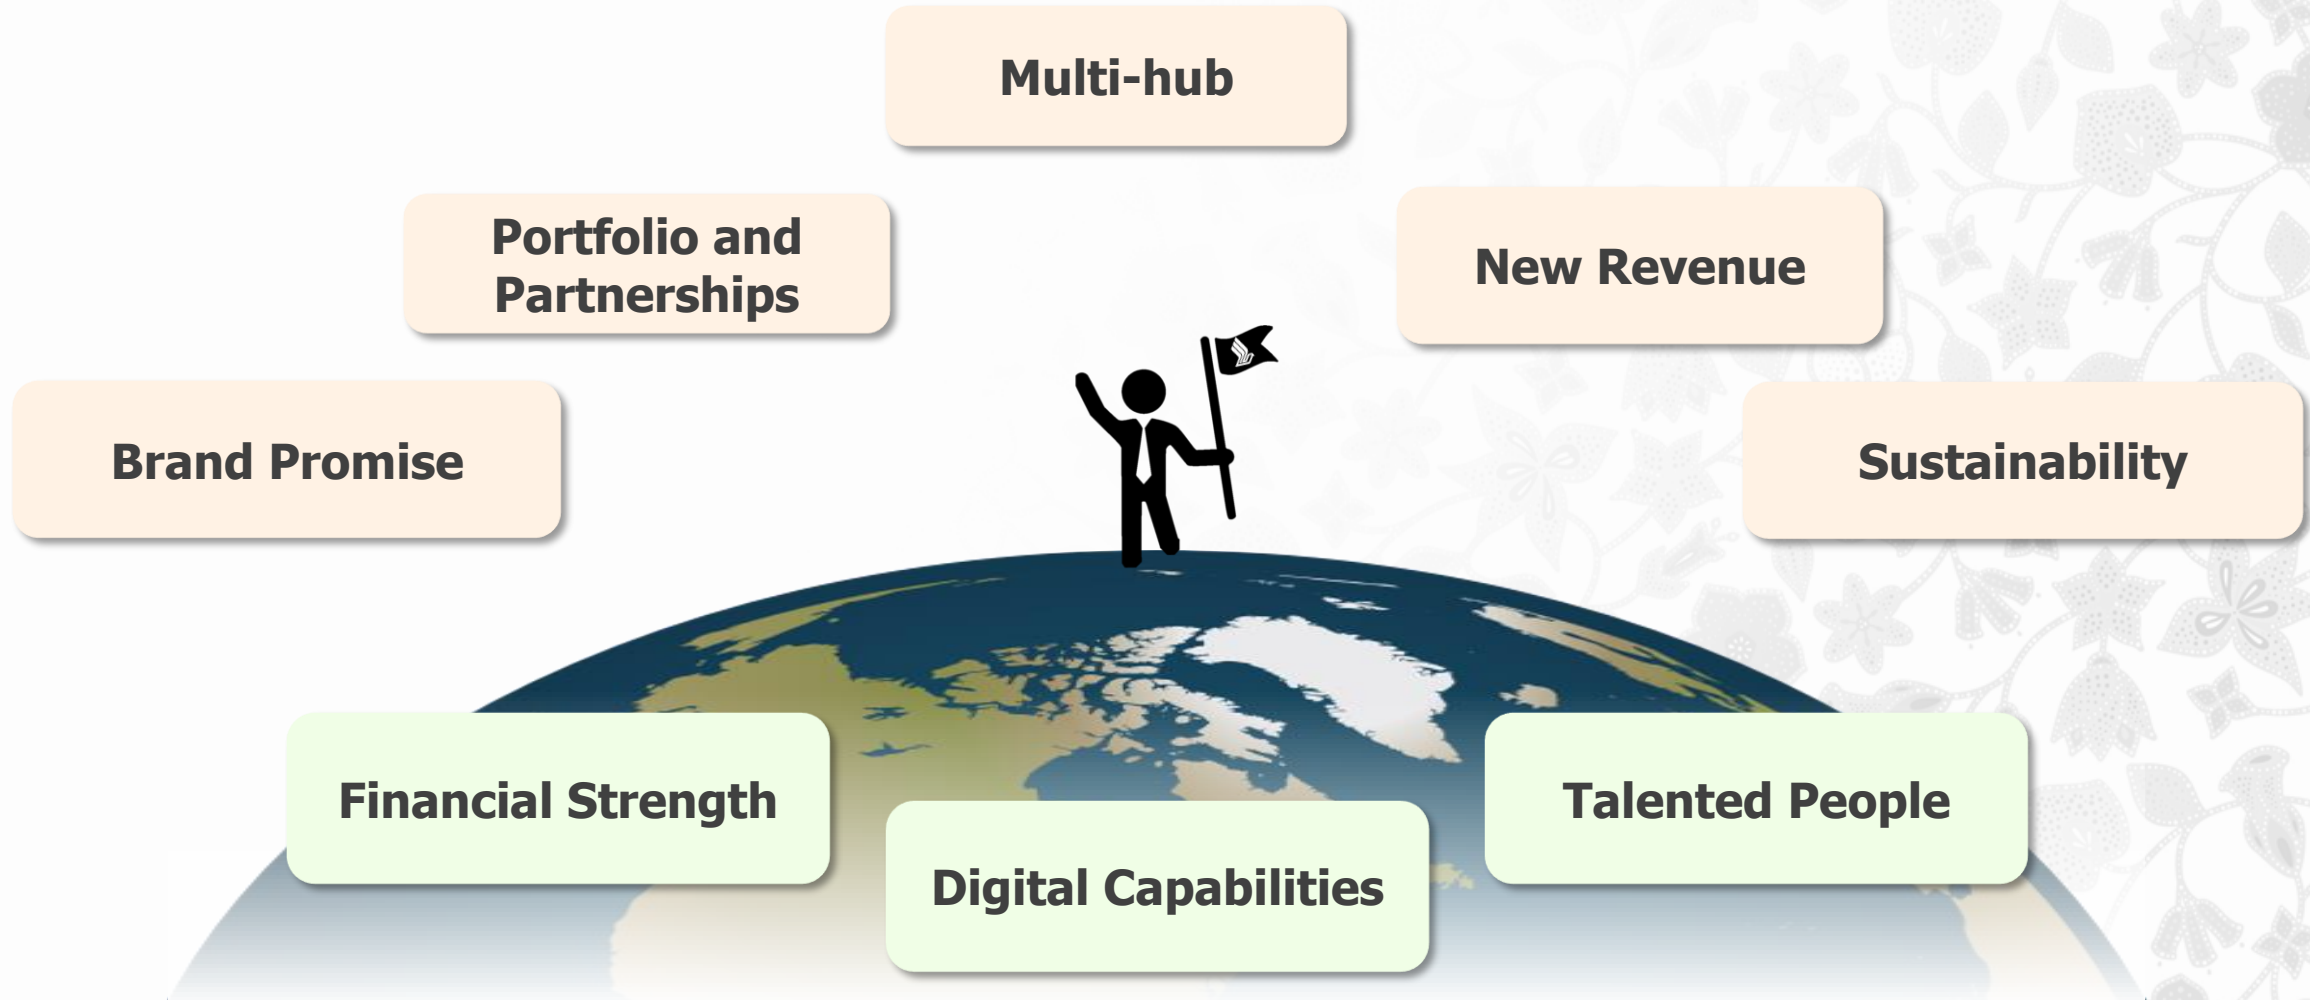 Multi-hub
Portfolio and
Partnerships
New Revenue
Brand Promise
Sustainability
Financial Strength
Talented People
Digital Capabilities